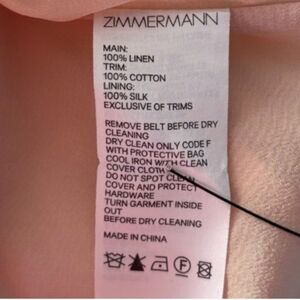 ZIMMERMANN
MAIN:
100% LINEN
TRIM:
100% COTTON
LINING:
100% SILK
EXCLUSIVE OF TRIMS
REMOVE BELT BEFORE DRY
CLEANING
DRY CLEAN ONLY CODE F
WITH PROTECTIVE BAG
COOL IRON WITH CLEAN
COVER CLOTH
DO NOT SPOT CLEAN
COVER AND PROTECT
HARDWARE
TURN GARMENT INSIDE
OUT
BEFORE DRY CLEANING
MADE IN CHINA
F